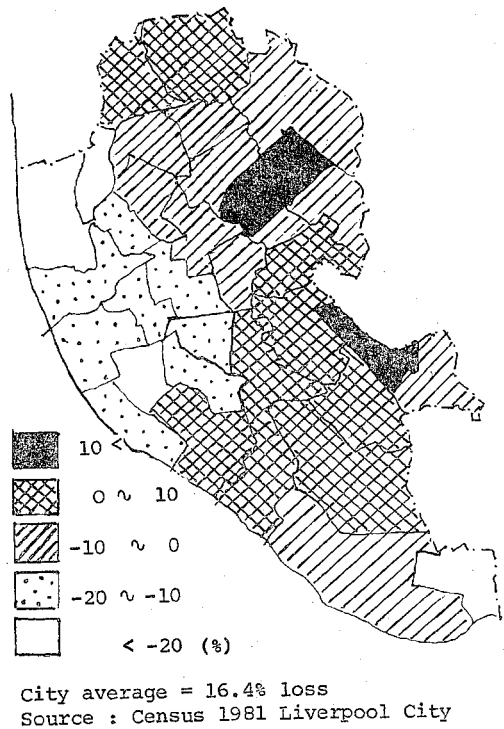 10 <
0 ~ 10
-10 ~ 0
-20 ~ -10
< -20 (%)
City average = 16.4% loss
Source : Census 1981 Liverpool City